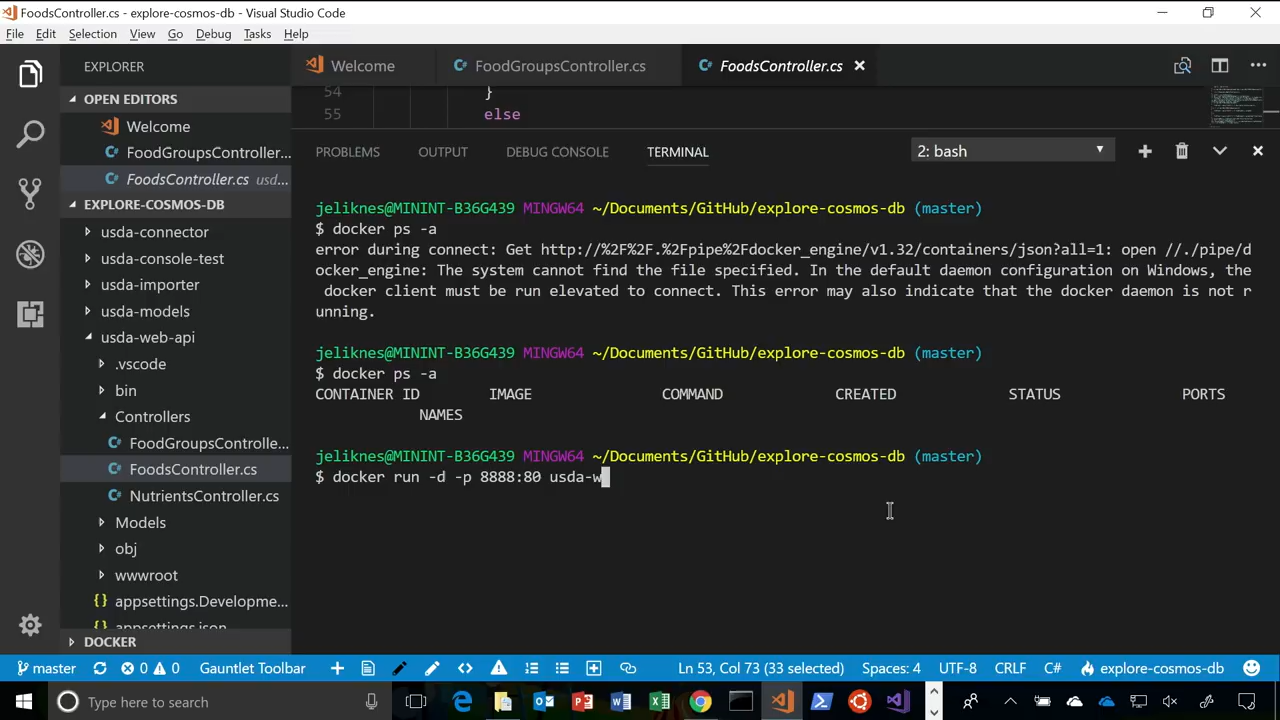 FoodsController.cs - explore-cosmos-db - Visual Studio Code
File Edit Selection View Go Debug Tasks Help
EXPLORER
Welcome
FoodGroupsController.cs
FoodsController.cs
OPEN EDITORS
Welcome
FoodGroupsController...
FoodsController.cs usd...
EXPLORE-COSMOS-DB
usda-connector
usda-console-test
usda-importer
usda-models
usda-web-api
.vscode
bin
Controllers
FoodGroupsControlle...
FoodsController.cs
NutrientsController.cs
Models
obj
wwwroot
appsettings.Developme...
appsettings.json
DOCKER
54 }
55 else
PROBLEMS OUTPUT DEBUG CONSOLE TERMINAL 2: bash
jeliknes@MININT-B36G439 MINGW64 ~/Documents/GitHub/explore-cosmos-db (master)
$ docker ps -a
error during connect: Get http://%2F%2F.%2Fpipe%2Fdocker_engine/v1.32/containers/json?all=1: open //./pipe/d
ocker_engine: The system cannot find the file specified. In the default daemon configuration on Windows, the
docker client must be run elevated to connect. This error may also indicate that the docker daemon is not r
unning.
jeliknes@MININT-B36G439 MINGW64 ~/Documents/GitHub/explore-cosmos-db (master)
$ docker ps -a
CONTAINER ID IMAGE COMMAND CREATED STATUS PORTS
NAMES
jeliknes@MININT-B36G439 MINGW64 ~/Documents/GitHub/explore-cosmos-db (master)
$ docker run -d -p 8888:80 usda-w
master 0 0 Gauntlet Toolbar Ln 53, Col 73 (33 selected) Spaces: 4 UTF-8 CRLF C# explore-cosmos-db
Type here to search